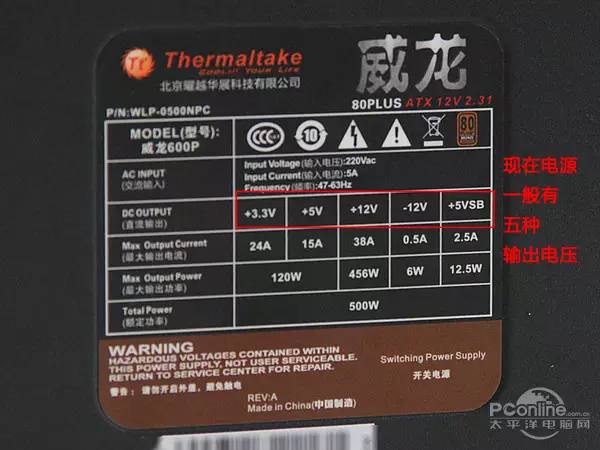 Tt Thermaltake
COOL ALL YOUR LIFE
北京曜越华展科技有限公司
威龙
80PLUS ATX 12V 2.31
P/N:WLP-0500NPC
MODEL(型号):
威龙600P
CCC
10
80
AC INPUT
(交流输入)
Input Voltage(输入电压):220Vac
Input Current(输入电流):5A
Frequency(频率):47-63Hz
DC OUTPUT
(直流输出)
+3.3V +5V +12V -12V +5VSB
Max Output Current
(最大输出电流)
24A 15A 38A 0.5A 2.5A
Max Output Power
(最大输出功率)
120W 456W 6W 12.5W
Total Power
(额定功率)
500W
现在电源
一般有
五种
输出电压
WARNING
HAZARDOUS VOLTAGES CONTAINED WITHIN
THIS POWER SUPPLY, NOT USER SERVICEABLE.
RETURN TO SERVICE CENTER FOR REPAIR.
警告：请勿开启外盖，避免触电
Switching Power Supply
开关电源
REV:A
Made in China(中国制造)
PConline.com.cn
太平洋电脑网